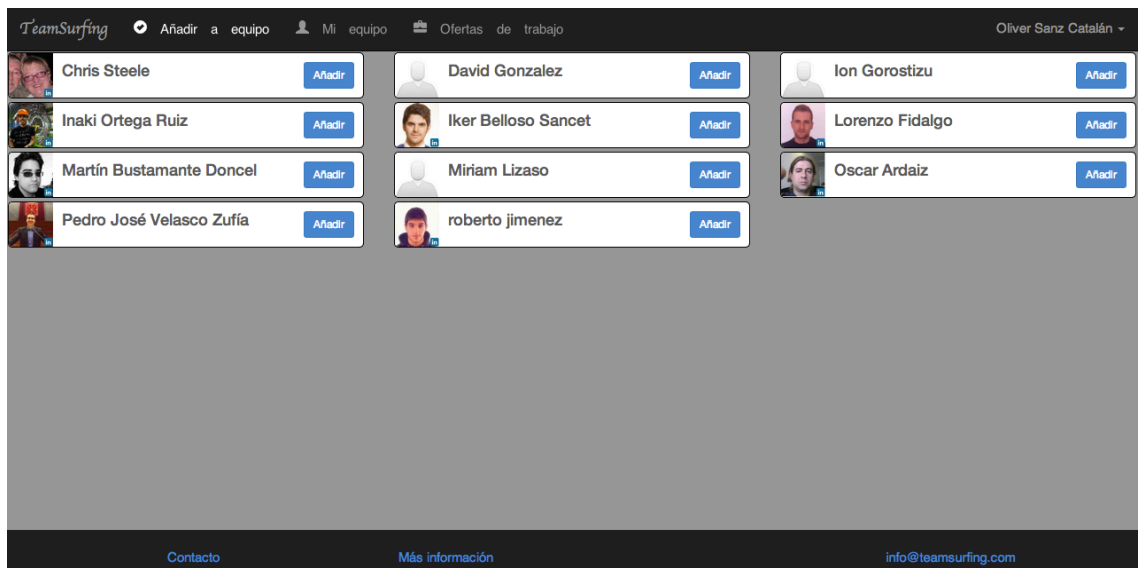 TeamSurfing Añadir a equipo Mi equipo Ofertas de trabajo Oliver Sanz Catalán
Chris Steele Añadir David Gonzalez Añadir Ion Gorostizu Añadir
Inaki Ortega Ruiz Añadir Iker Belloso Sancet Añadir Lorenzo Fidalgo Añadir
Martín Bustamante Doncel Añadir Miriam Lizaso Añadir Oscar Ardaiz Añadir
Pedro José Velasco Zufía Añadir roberto jimenez Añadir
Contacto Más información info@teamsurfing.com